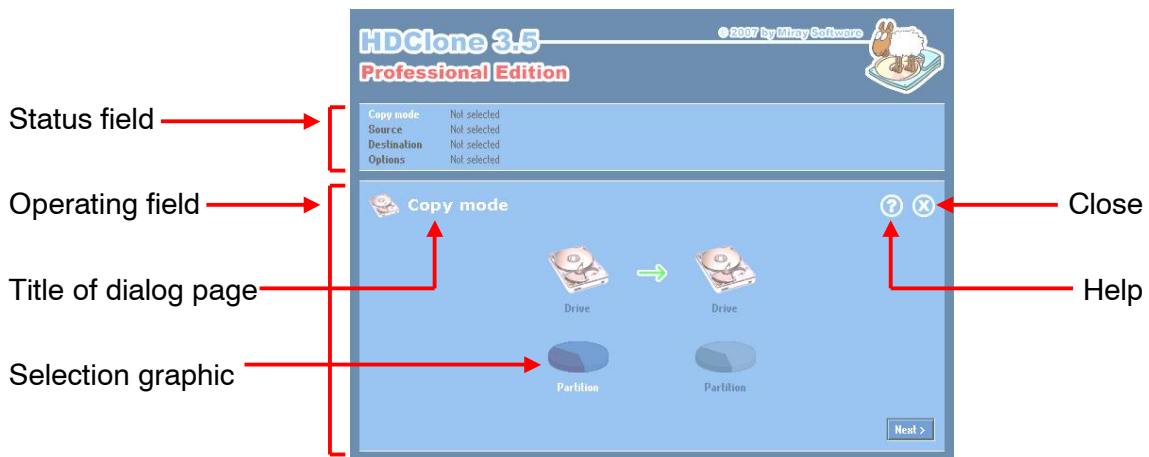 HDClone 3.5
© 2007 by Miray Software
Professional Edition
Status field
Copy mode Not selected
Source Not selected
Destination Not selected
Options Not selected
Operating field
Copy mode
Close
Title of dialog page
Help
Drive Drive
Selection graphic
Partition Partition
Next >